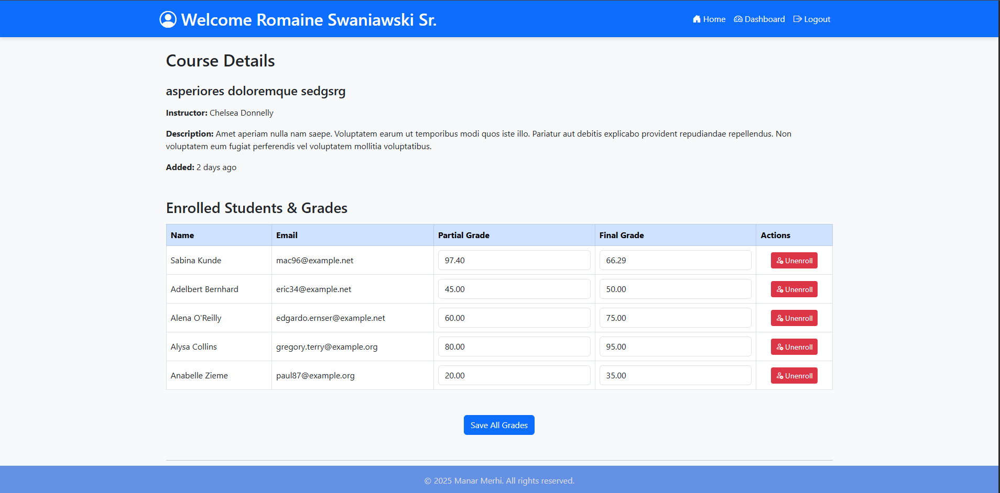 Welcome Romaine Swaniawski Sr.
Home Dashboard Logout
Course Details
asperiores doloremque sedgsrg
Instructor: Chelsea Donnelly
Description: Amet aperiam nulla nam saepe. Voluptatem earum ut temporibus modi quos iste illo. Pariatur aut debitis explicabo provident repudiandae repellendus. Non
voluptatem eum fugiat perferendis vel voluptatem mollitia voluptatibus.
Added: 2 days ago
Enrolled Students & Grades
Name Email Partial Grade Final Grade Actions
Sabina Kunde mac96@example.net 97.40 66.29 Unenroll
Adelbert Bernhard eric34@example.net 45.00 50.00 Unenroll
Alena O'Reilly edgardo.ernser@example.net 60.00 75.00 Unenroll
Alysa Collins gregory.terry@example.org 80.00 95.00 Unenroll
Anabelle Zieme paul87@example.org 20.00 35.00 Unenroll
Save All Grades
© 2025 Manar Merhi. All rights reserved.